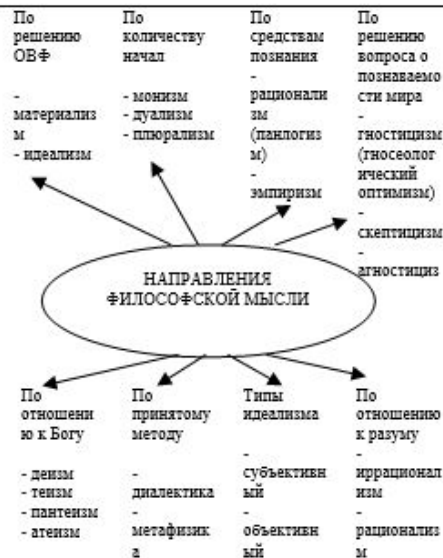 По
решению
ОВФ
-
материализ
м
- идеализм
По
количеству
начал
- монизм
- дуализм
- плюрализм
По
средствам
познания
-
рационали
зм
(панлогиз
м)
-
эмпиризм
По
решению
вопроса о
познаваемо
сти мира
-
гностицизм
(гносеолог
ический
оптимизм)
-
скептицизм
-
агностициз
НАПРАВЛЕНИЯ
ФИЛОСОФСКОЙ МЫСЛИ
По
отношени
ю к Богу
- деизм
- теизм
- пантеизм
- атеизм
По
принятому
методу
-
диалектика
-
метафизик
а
Типы
идеализма
-
субъективн
ый
-
объективн
ый
По
отношению
к разуму
-
иррационал
изм
-
рационализ
м